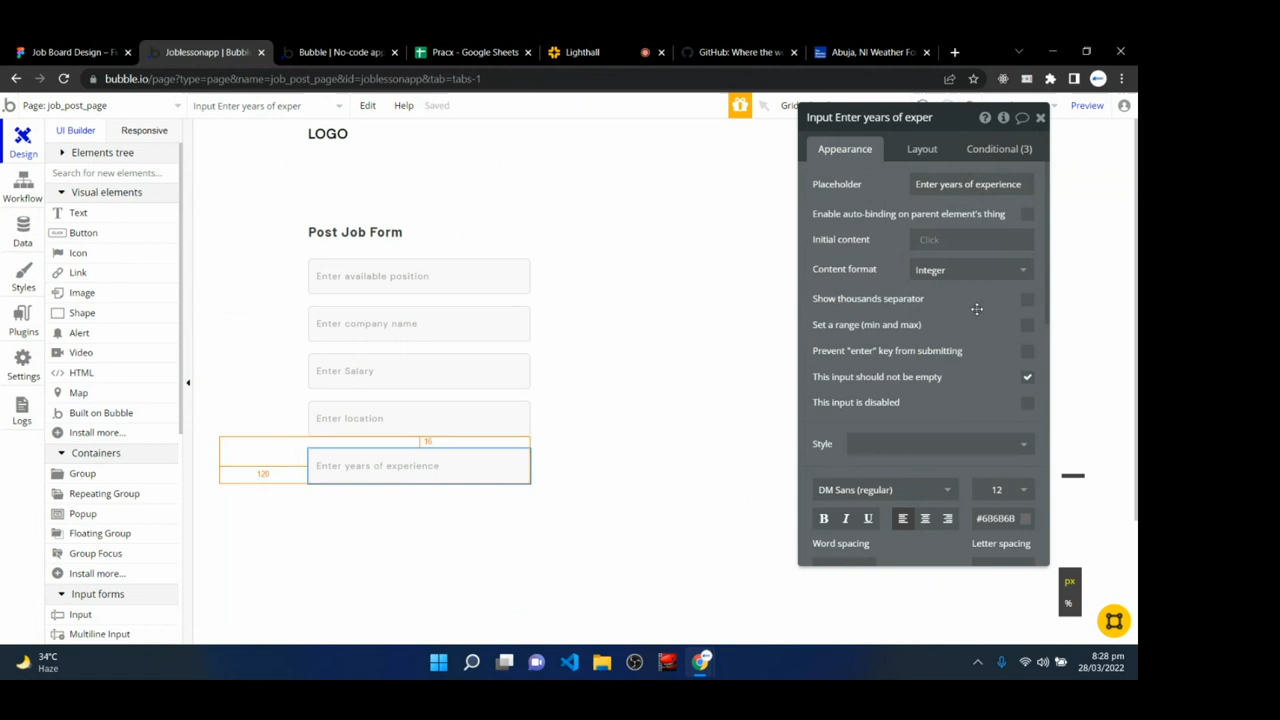 Job Board Design – F
Joblessonapp | Bubbl
Bubble | No-code app
Pracx - Google Sheets
Lighthall
GitHub: Where the w
Abuja, NI Weather Fo
bubble.io/page?type=page&name=job_post_page&id=joblessonapp&tab=tabs-1
Page: job_post_page
Input Enter years of exper
Edit
Help
Saved
Grid
Preview
UI Builder
Responsive
Design
Workflow
Data
Styles
Plugins
Settings
Logs
Elements tree
Search for new elements...
Visual elements
Text
Button
CLICK
Icon
Link
Image
Shape
Alert
Video
</> HTML
Map
Built on Bubble
Install more...
Containers
Group
Repeating Group
Popup
Floating Group
Group Focus
Install more...
Input forms
Input
Multiline Input
LOGO
Post Job Form
Enter available position
Enter company name
Enter Salary
Enter location
16
Enter years of experience
120
Input Enter years of exper
Appearance
Layout
Conditional (3)
Placeholder
Enter years of experience
Enable auto-binding on parent element's thing
Initial content
Click
Content format
Integer
Show thousands separator
Set a range (min and max)
Prevent "enter" key from submitting
This input should not be empty
This input is disabled
Style
DM Sans (regular)
12
B I U
#6B6B6B
Word spacing
Letter spacing
px
%
34°C
Haze
8:28 pm
28/03/2022